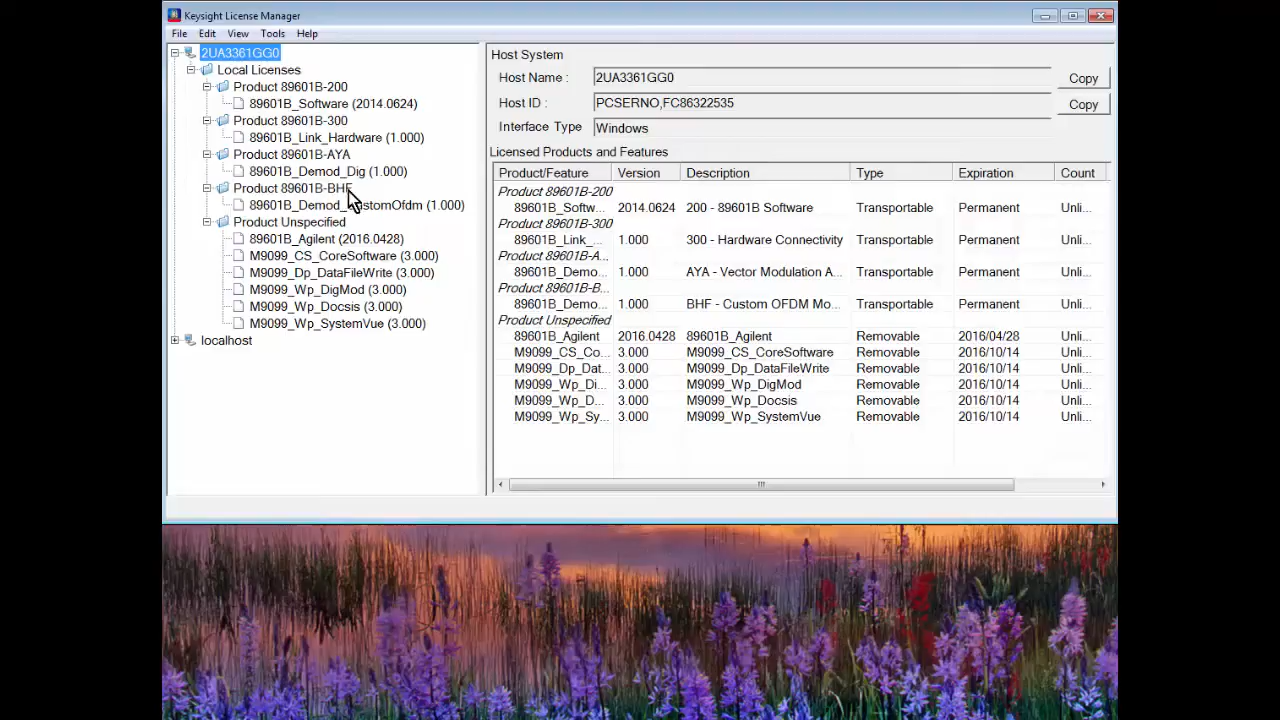 Keysight License Manager
File Edit View Tools Help
2UA3361GG0
Local Licenses
Product 89601B-200
89601B_Software (2014.0624)
Product 89601B-300
89601B_Link_Hardware (1.000)
Product 89601B-AYA
89601B_Demod_Dig (1.000)
Product 89601B-BHF
89601B_Demod_CustomOfdm (1.000)
Product Unspecified
89601B_Agilent (2016.0428)
M9099_CS_CoreSoftware (3.000)
M9099_Dp_DataFileWrite (3.000)
M9099_Wp_DigMod (3.000)
M9099_Wp_Docsis (3.000)
M9099_Wp_SystemVue (3.000)
localhost
Host System
Host Name : 2UA3361GG0 Copy
Host ID : PCSERNO,FC86322535 Copy
Interface Type Windows
Licensed Products and Features
Product/Feature Version Description Type Expiration Count
Product 89601B-200
89601B_Softw... 2014.0624 200 - 89601B Software Transportable Permanent Unli...
Product 89601B-300
89601B_Link_... 1.000 300 - Hardware Connectivity Transportable Permanent Unli...
Product 89601B-A...
89601B_Demo... 1.000 AYA - Vector Modulation A... Transportable Permanent Unli...
Product 89601B-B...
89601B_Demo... 1.000 BHF - Custom OFDM Mo... Transportable Permanent Unli...
Product Unspecified
89601B_Agilent 2016.0428 89601B_Agilent Removable 2016/04/28 Unli...
M9099_CS_Co... 3.000 M9099_CS_CoreSoftware Removable 2016/10/14 Unli...
M9099_Dp_Dat... 3.000 M9099_Dp_DataFileWrite Removable 2016/10/14 Unli...
M9099_Wp_Di... 3.000 M9099_Wp_DigMod Removable 2016/10/14 Unli...
M9099_Wp_D... 3.000 M9099_Wp_Docsis Removable 2016/10/14 Unli...
M9099_Wp_Sy... 3.000 M9099_Wp_SystemVue Removable 2016/10/14 Unli...